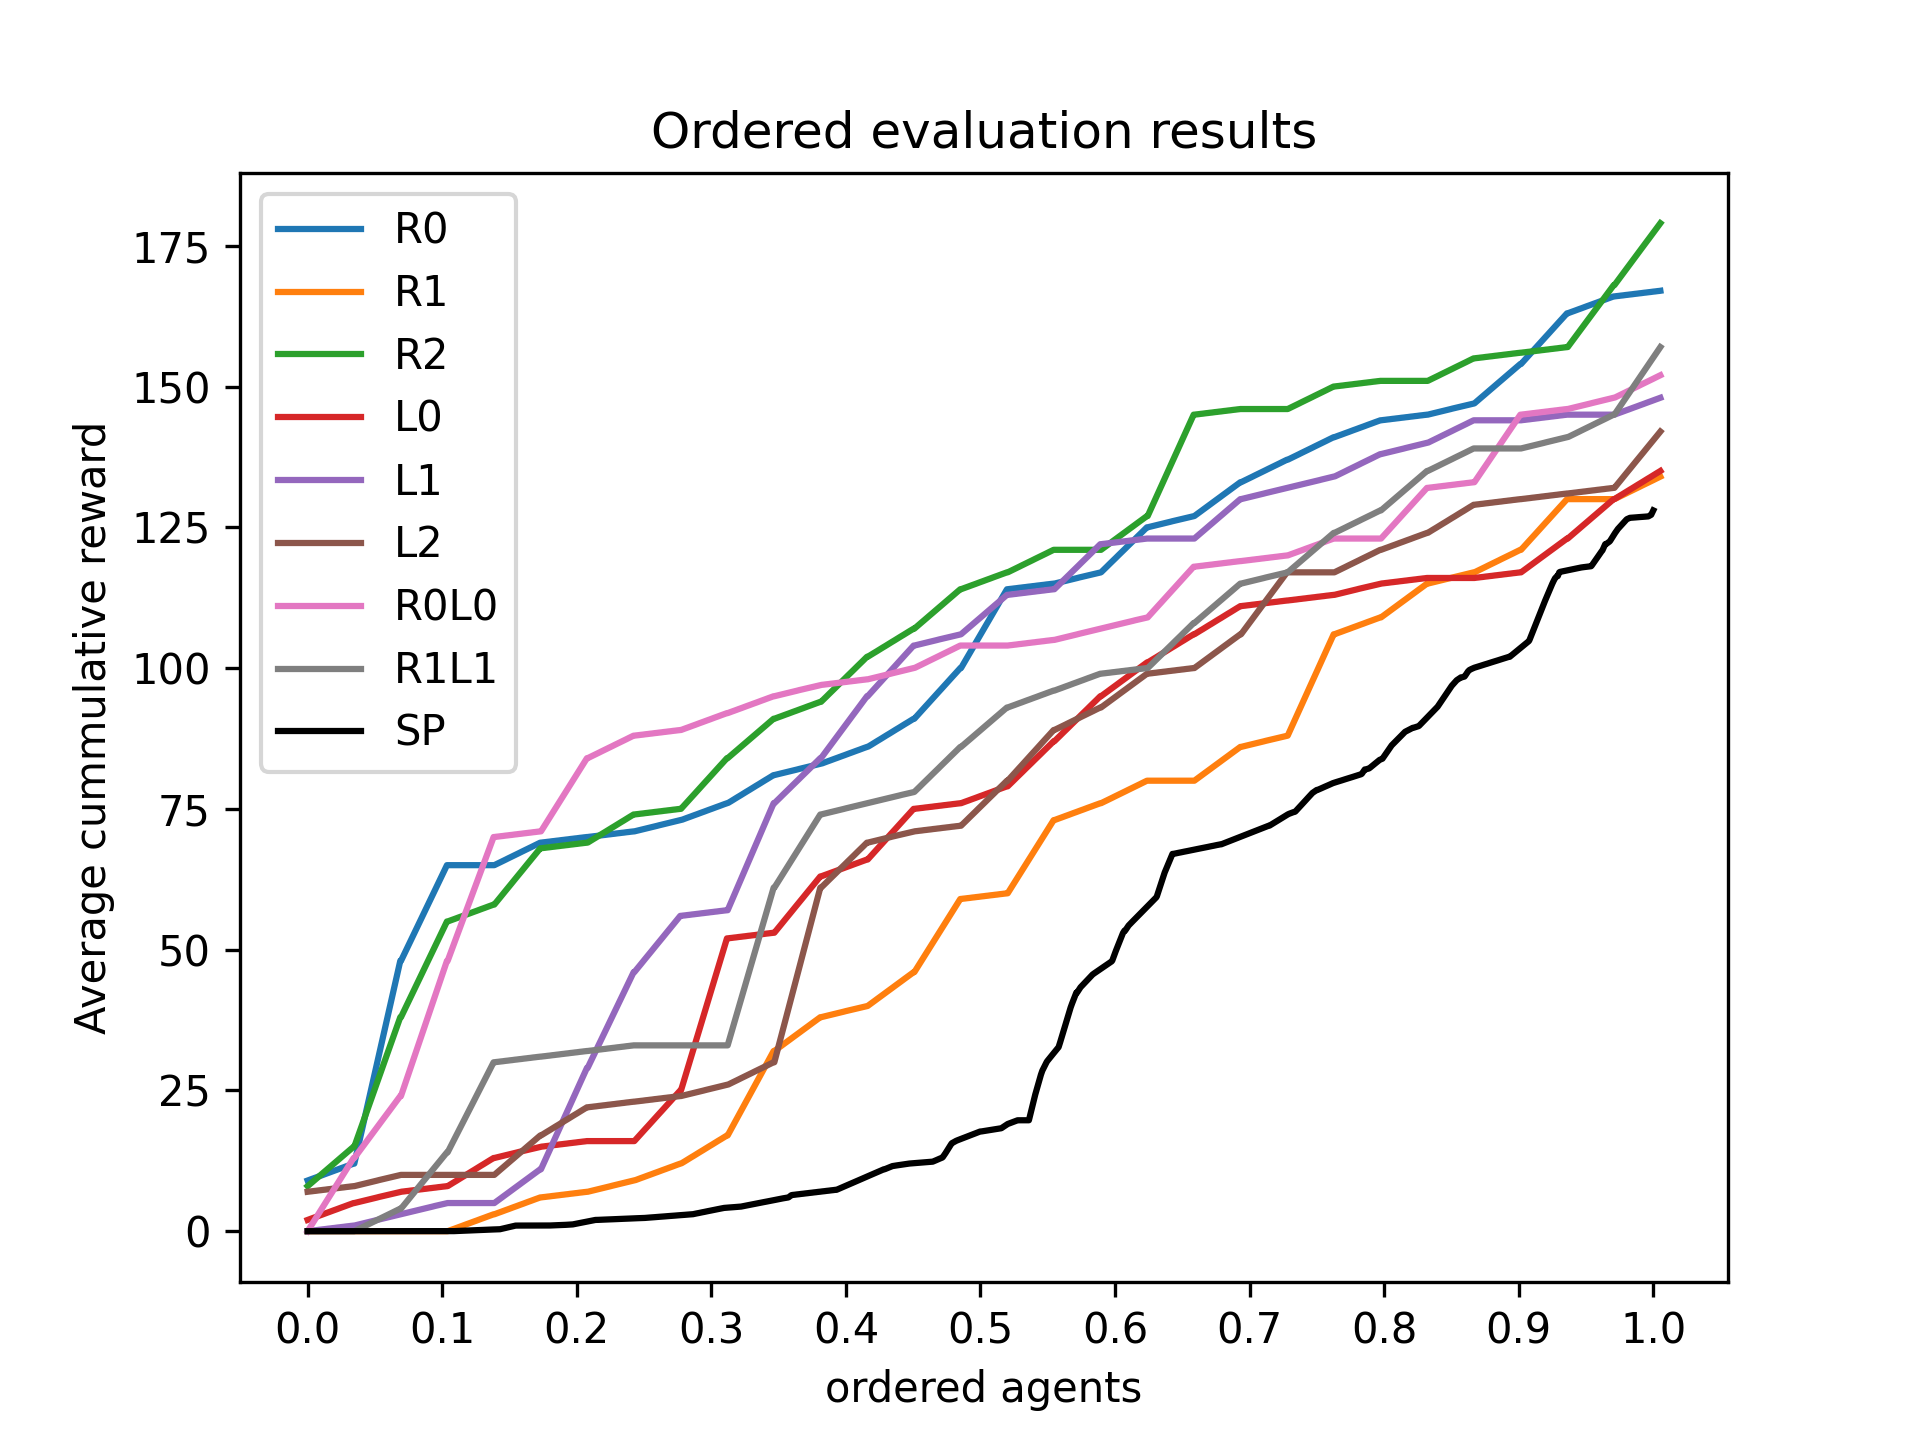 Ordered evaluation results
R0
R1
R2
L0
L1
L2
R0L0
R1L1
SP
175
150
125
100
75
50
25
0
Average cummulative reward
0.0 0.1 0.2 0.3 0.4 0.5 0.6 0.7 0.8 0.9 1.0
ordered agents